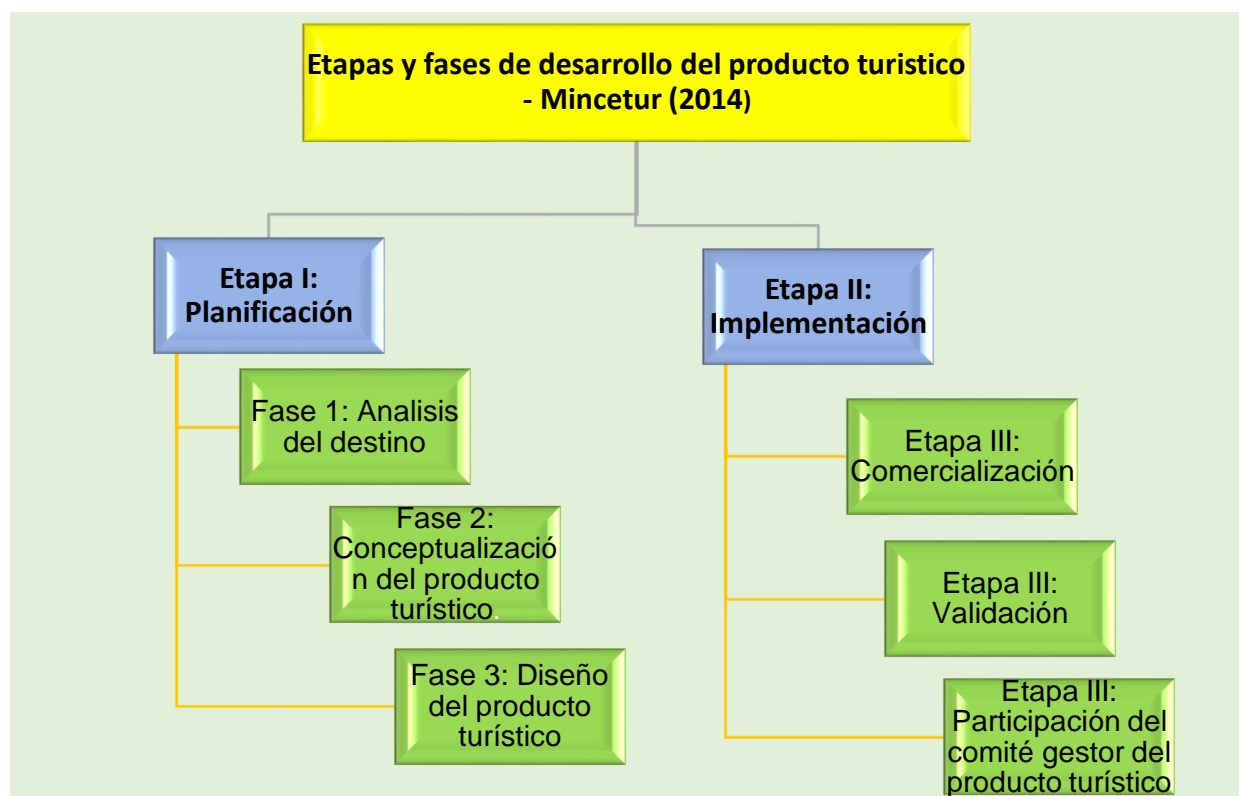 Etapas y fases de desarrollo del producto turistico
- Mincetur (2014)
Etapa I:
Planificación
Fase 1: Analisis
del destino
Fase 2:
Conceptualizació
n del producto
turístico.
Fase 3: Diseño
del producto
turístico
Etapa II:
Implementación
Etapa III:
Comercialización
Etapa III:
Validación
Etapa III:
Participación del
comité gestor del
producto turístico